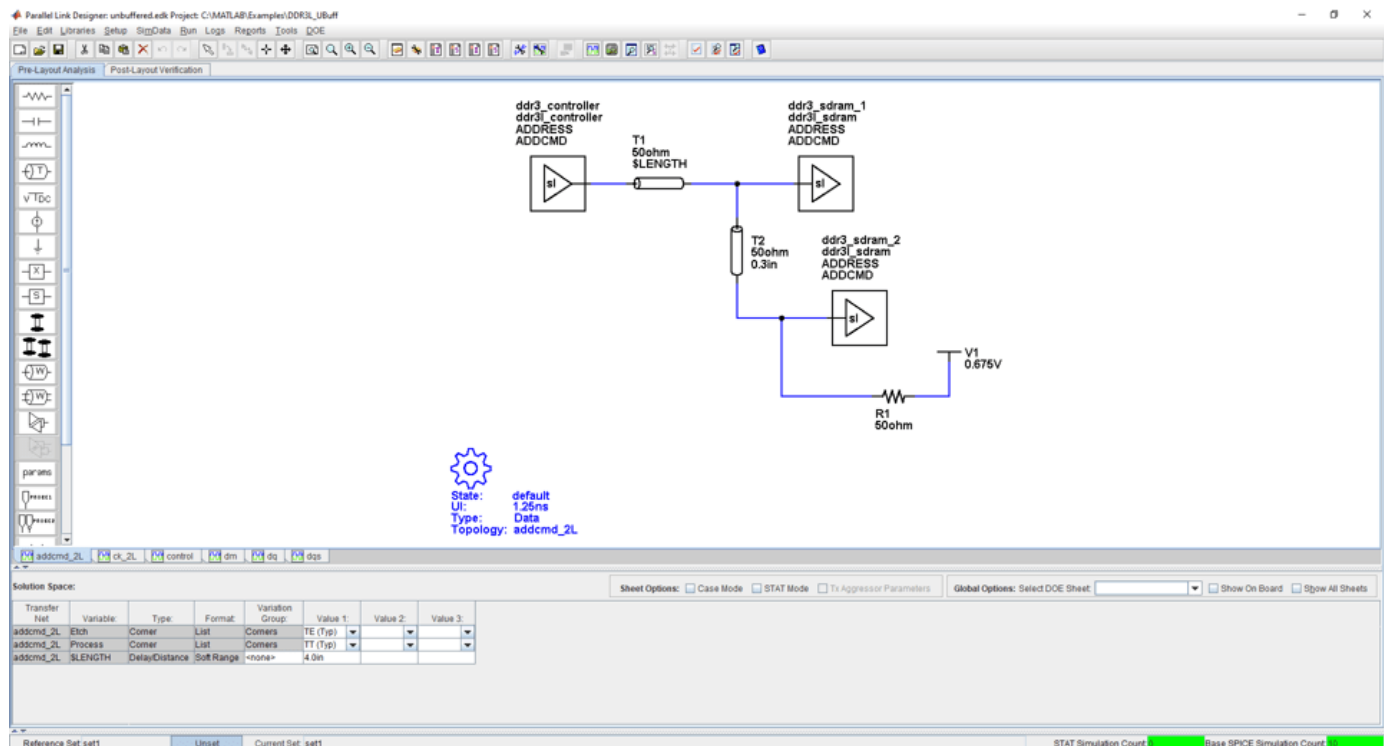 Parallel Link Designer: unbuffered.edk Project: C:\MATLAB\Examples\DDR3L_UBuff
File Edit Libraries Setup SimData Run Logs Reports Tools DOE
Pre-Layout Analysis Post-Layout Verification
T
V TDC
X
S
W
W
params
ddr3_controller
ddr3l_controller
ADDRESS
ADDCMD
sI
T1
50ohm
$LENGTH
ddr3_sdram_1
ddr3l_sdram
ADDRESS
ADDCMD
sI
T2
50ohm
0.3in
ddr3_sdram_2
ddr3l_sdram
ADDRESS
ADDCMD
sI
V1
0.675V
R1
50ohm
State: default
UI: 1.25ns
Type: Data
Topology: addcmd_2L
addcmd_2L ck_2L control dm dq dqs
Solution Space:
Sheet Options: Case Mode STAT Mode Tx Aggressor Parameters Global Options: Select DOE Sheet: Show On Board Show All Sheets
Transfer Net Variable: Type: Format: Variation Group: Value 1: Value 2: Value 3:
addcmd_2L Etch Corner List Corners TE (Typ)
addcmd_2L Process Corner List Corners TT (Typ)
addcmd_2L $LENGTH Delay/Distance Soft Range <none> 4.0in
Reference Set: set1 Unset Current Set: set1 STAT Simulation Count: Base SPICE Simulation Count: